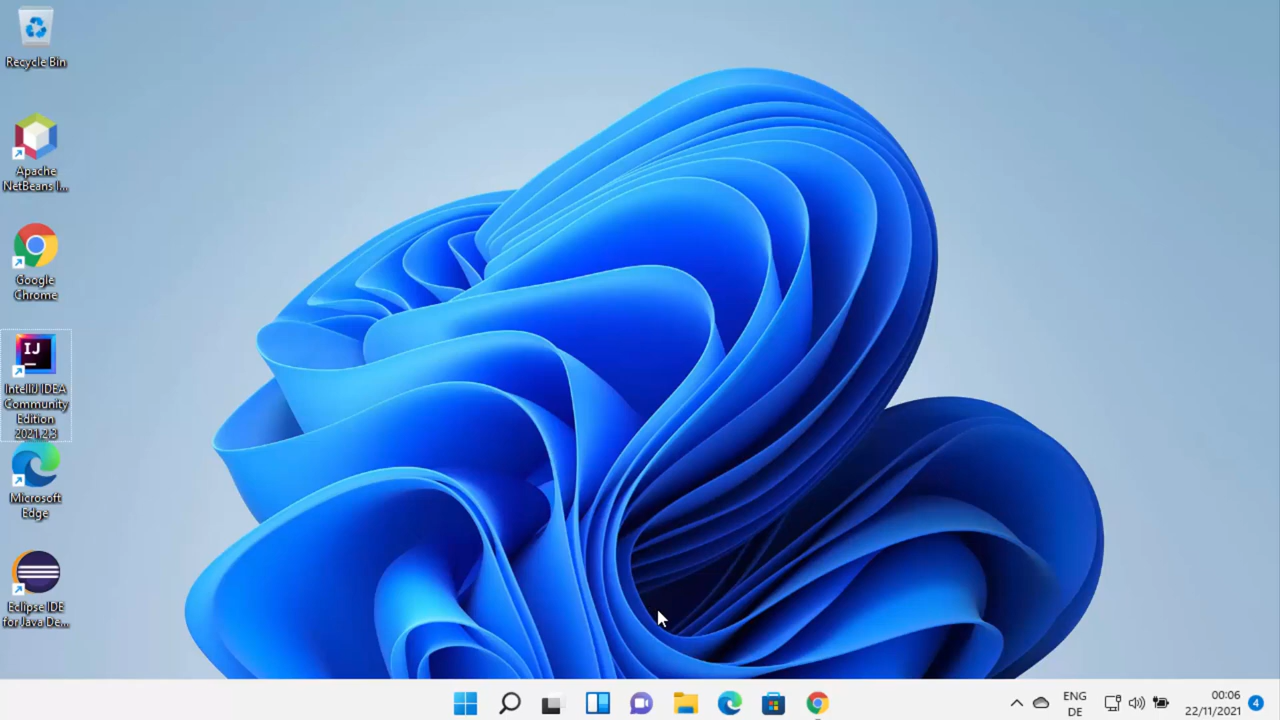 Recycle Bin
Apache
NetBeans I...
Google
Chrome
IJ
IntelliJ IDEA
Community
Edition
2021.2.3
Microsoft
Edge
Eclipse IDE
for Java De...
ENG
DE
00:06
22/11/2021
4